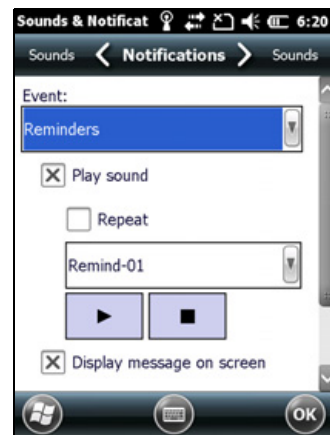 Sounds & Notificat 6:20
Sounds Notifications Sounds
Event:
Reminders
Play sound
Repeat
Remind-01
Display message on screen
OK